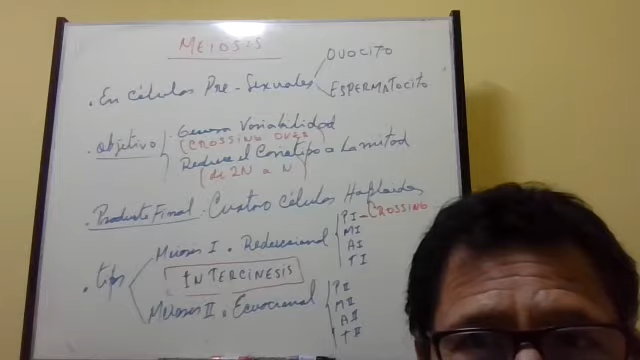 MEIOSIS
. En células Pre-Sexuales
OVOCITO
ESPERMATOCITO
. Objetivo
. Genera Variabilidad
(CROSSING OVER)
. Reduce el Cariotipo a La mitad
(de 2N a N)
. Producto Final . Cuatro células Haploides
. tipos
Meiosis I . Reduccional
PI - CROSSING
MI
AI
TI
INTERCINESIS
Meiosis II . Ecuacional
PII
MII
AII
TII